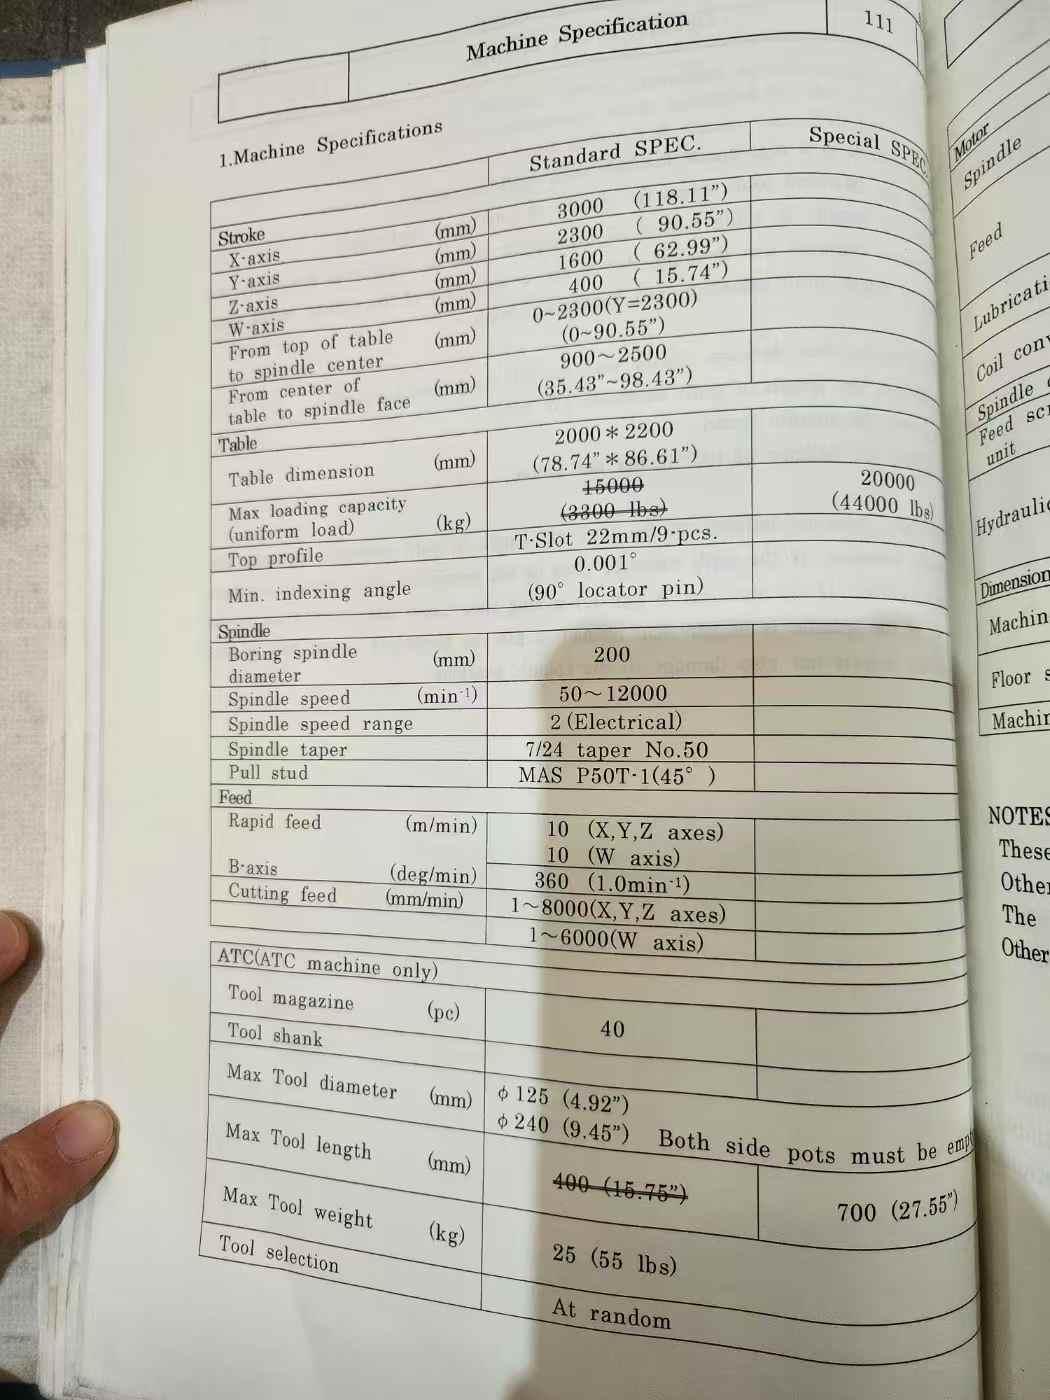 Machine Specification
111
1.Machine Specifications
Standard SPEC. Special SPEC.
Stroke
X-axis (mm) 3000 (118.11")
Y-axis (mm) 2300 ( 90.55")
Z-axis (mm) 1600 ( 62.99")
W-axis (mm) 400 ( 15.74")
From top of table (mm) 0~2300(Y=2300)
to spindle center (0~90.55")
From center of (mm) 900~2500
table to spindle face (35.43"~98.43")
Table
Table dimension (mm) 2000*2200
(78.74"*86.61")
Max loading capacity 15000 20000
(uniform load) (kg) (3300 lbs) (44000 lbs)
Top profile T-Slot 22mm/9-pcs.
Min. indexing angle 0.001°
(90° locator pin)
Spindle
Boring spindle (mm) 200
diameter
Spindle speed (min-1) 50~12000
Spindle speed range 2(Electrical)
Spindle taper 7/24 taper No.50
Pull stud MAS P50T-1(45° )
Feed
Rapid feed (m/min) 10 (X,Y,Z axes)
10 (W axis)
B-axis (deg/min) 360 (1.0min-1)
Cutting feed (mm/min) 1~8000(X,Y,Z axes)
1~6000(W axis)
ATC(ATC machine only)
Tool magazine (pc) 40
Tool shank
Max Tool diameter (mm) φ125 (4.92")
φ240 (9.45") Both side pots must be
Max Tool length (mm) 400 (15.75") 700 (27.55")
Max Tool weight (kg) 25 (55 lbs)
Tool selection At random
Motor
Spindle
Feed
Coil
Spindle
Feed
unit
Floor
NOTES
These
The